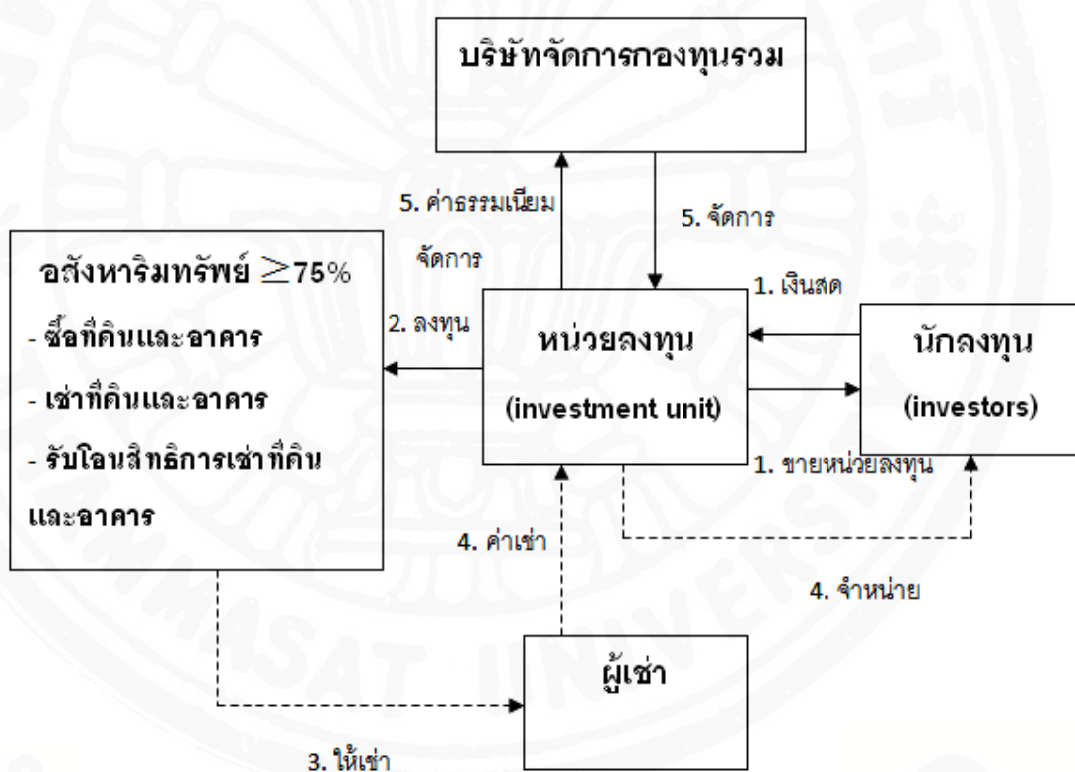 บริษัทจัดการกองทุนรวม
5. ค่าธรรมเนียม
จัดการ
5. จัดการ
อสังหาริมทรัพย์ ≥75%
- ซื้อที่ดินและอาคาร
- เช่าที่ดินและอาคาร
- รับโอนสิทธิการเช่าที่ดิน
และอาคาร
2. ลงทุน
หน่วยลงทุน
(investment unit)
1. เงินสด
นักลงทุน
(investors)
1. ขายหน่วยลงทุน
4. ค่าเช่า
4. จำหน่าย
ผู้เช่า
3. ให้เช่า
THAMMASAT UNIVERSITY